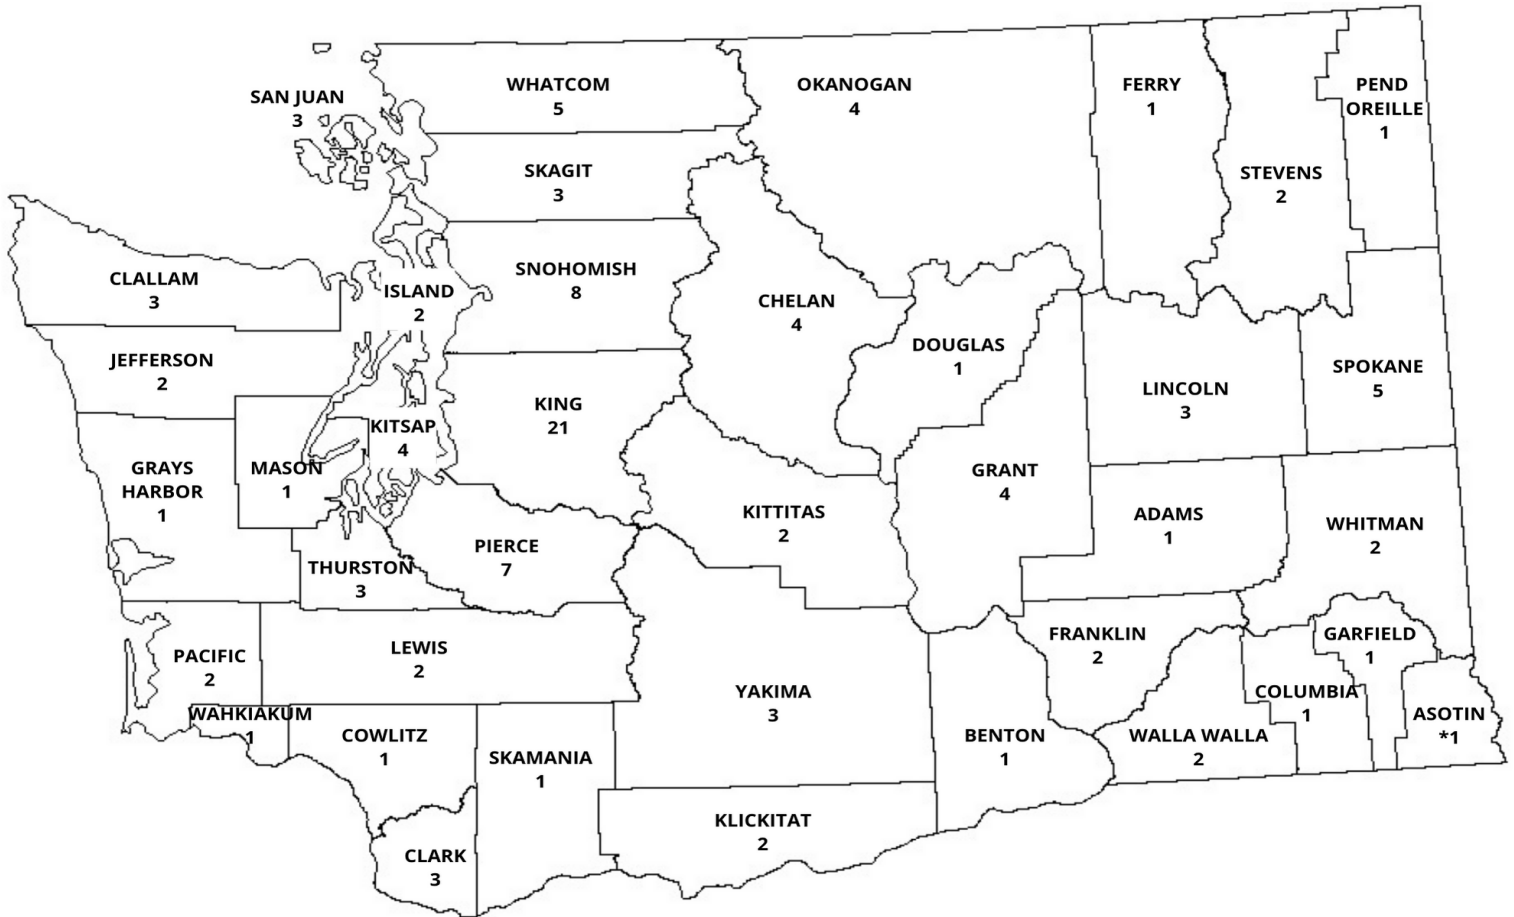 WHATCOM
5
OKANOGAN
4
FERRY
1
PEND
OREILLE
1
SAN JUAN
3
SKAGIT
3
STEVENS
2
CLALLAM
3
ISLAND
2
SNOHOMISH
8
CHELAN
4
DOUGLAS
1
JEFFERSON
2
LINCOLN
3
SPOKANE
5
KING
21
KITSAP
4
GRAYS
HARBOR
1
MASON
1
GRANT
4
KITTITAS
2
ADAMS
1
WHITMAN
2
THURSTON
3
PIERCE
7
PACIFIC
2
LEWIS
2
YAKIMA
3
FRANKLIN
2
GARFIELD
1
WAHKIAKUM
1
COWLITZ
1
SKAMANIA
1
BENTON
1
WALLA WALLA
2
COLUMBIA
1
ASOTIN
*1
KLICKITAT
2
CLARK
3